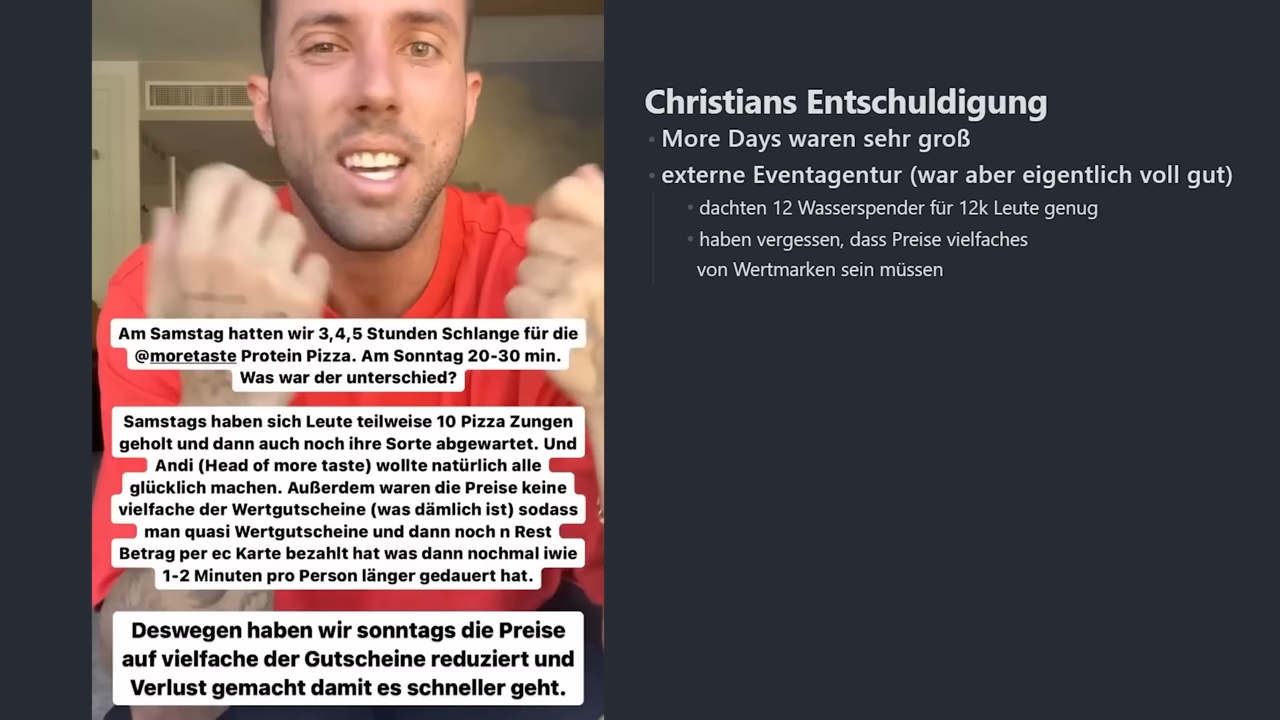 Am Samstag hatten wir 3,4,5 Stunden Schlange für die
@moretaste Protein Pizza. Am Sonntag 20-30 min.
Was war der unterschied?
Samstags haben sich Leute teilweise 10 Pizza Zungen
geholt und dann auch noch ihre Sorte abgewartet. Und
Andi (Head of more taste) wollte natürlich alle
glücklich machen. Außerdem waren die Preise keine
vielfache der Wertgutscheine (was dämlich ist) sodass
man quasi Wertgutscheine und dann noch n Rest
Betrag per ec Karte bezahlt hat was dann nochmal iwie
1-2 Minuten pro Person länger gedauert hat.
Deswegen haben wir sonntags die Preise
auf vielfache der Gutscheine reduziert und
Verlust gemacht damit es schneller geht.
Christians Entschuldigung
• More Days waren sehr groß
• externe Eventagentur (war aber eigentlich voll gut)
• dachten 12 Wasserspender für 12k Leute genug
• haben vergessen, dass Preise vielfaches
von Wertmarken sein müssen